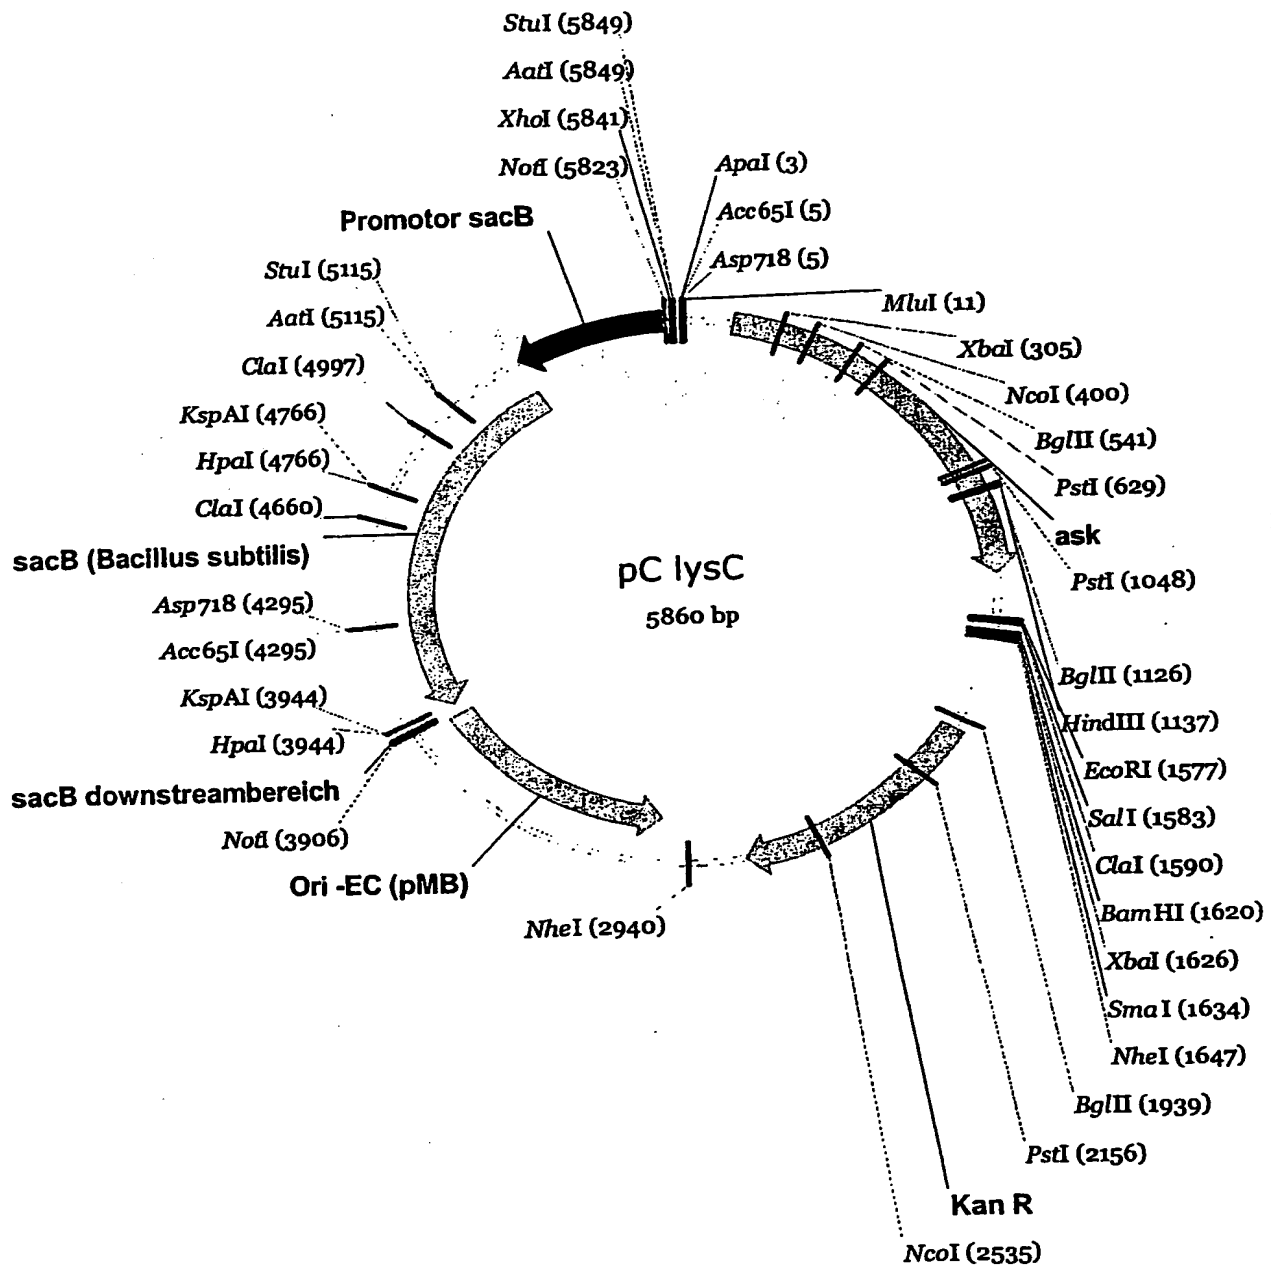 StuI (5849)
AatI (5849)
XhoI (5841)
NotI (5823)
ApaI (3)
Acc65I (5)
Asp718 (5)
MluI (11)
XbaI (305)
NcoI (400)
BglII (541)
PstI (629)
ask
PstI (1048)
BglII (1126)
HindIII (1137)
EcoRI (1577)
SalI (1583)
ClaI (1590)
BamHI (1620)
XbaI (1626)
SmaI (1634)
NheI (1647)
BglII (1939)
PstI (2156)
Kan R
NcoI (2535)
NheI (2940)
Ori -EC (pMB)
NotI (3906)
sacB downstreambereich
HpaI (3944)
KspAI (3944)
Acc65I (4295)
Asp718 (4295)
sacB (Bacillus subtilis)
ClaI (4660)
HpaI (4766)
KspAI (4766)
ClaI (4997)
AatI (5115)
StuI (5115)
Promotor sacB
pC lysC
5860 bp